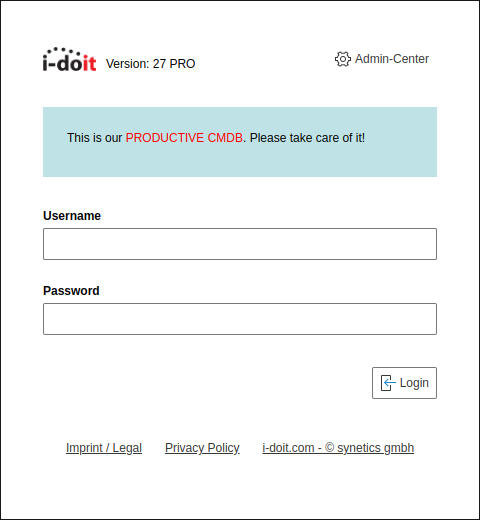 i-doit Version: 27 PRO Admin-Center
This is our PRODUCTIVE CMDB. Please take care of it!
Username
Password
Login
Imprint / Legal Privacy Policy i-doit.com - © synetics gmbh